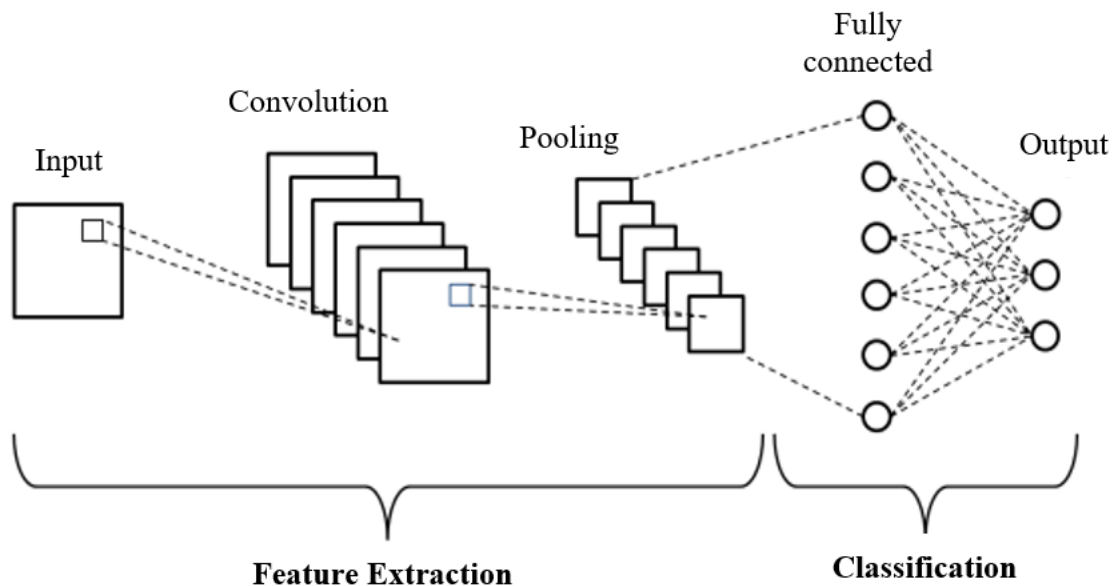 Input
Convolution
Pooling
Fully
connected
Output
Feature Extraction
Classification